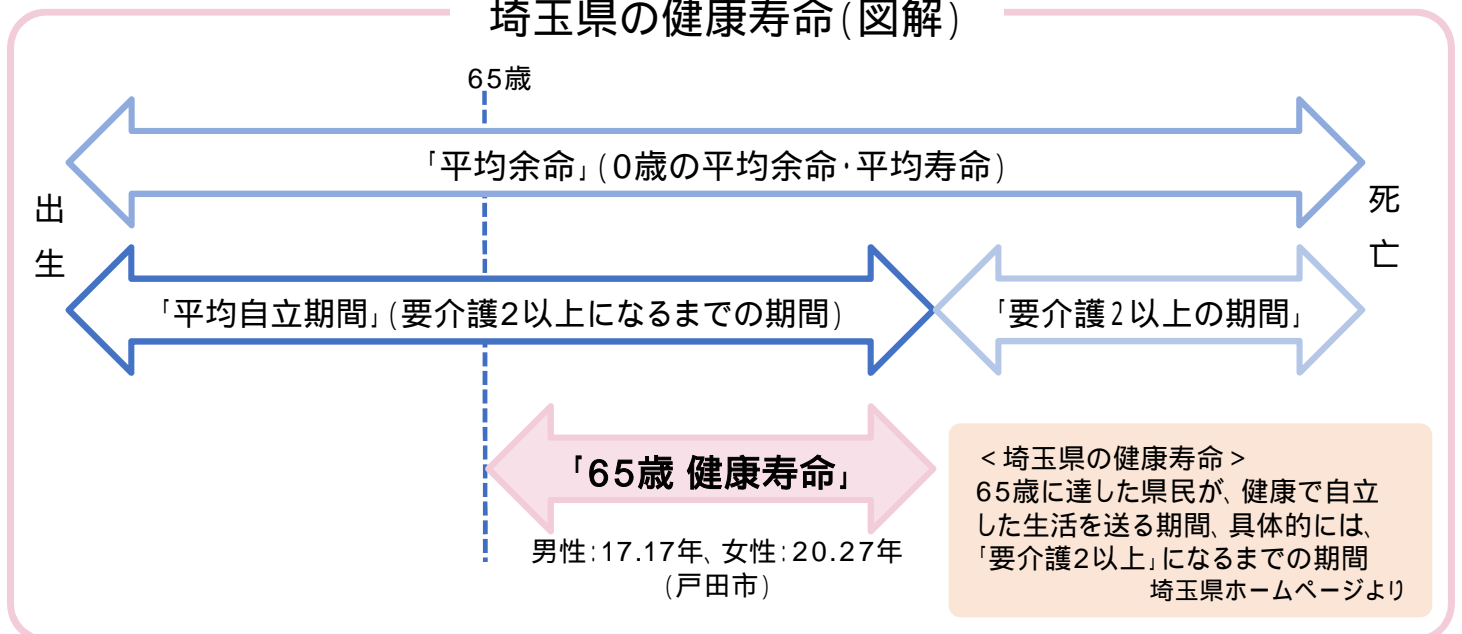 埼玉県の健康寿命(図解)
65歳
「平均余命」(0歳の平均余命・平均寿命)
出生
死亡
「平均自立期間」(要介護2以上になるまでの期間)
「要介護2以上の期間」
「65歳 健康寿命」
男性:17.17年、女性:20.27年
(戸田市)
<埼玉県の健康寿命>
65歳に達した県民が、健康で自立
した生活を送る期間、具体的には、
「要介護2以上」になるまでの期間
埼玉県ホームページより